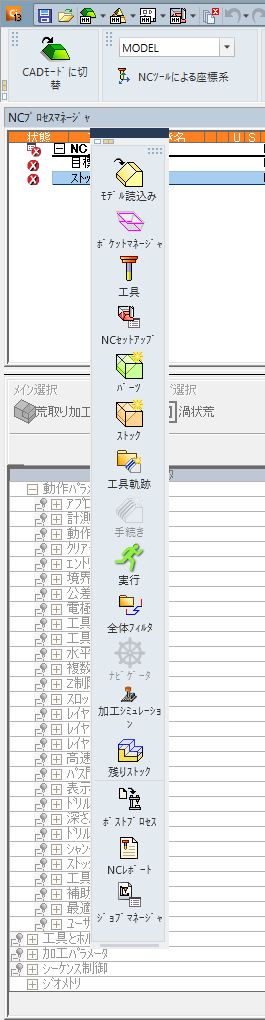 CADモードに切
替
MODEL
NCツールによる座標系
NCプロセスマネージャ
状態
名
U S
NC
目標
ストッ
モデル読込み
ポケットマネージャ
工具
NCセットアップ
パーツ
ストック
工具軌跡
手続き
実行
全体フィルタ
ナビゲータ
加工シミュレーショ
ン
残りストック
ポストプロセス
NCレポート
ジョブマネージャ
メイン選択
選択
荒取り加工
渦状荒
動作パラメ
アプロ
計測
動作
クリア
エントリ
境界
公差
電極
工具
工具
水平
複数
Z制限
スロッ
レイヤ
レイヤ
レイヤ
高速
パス間
表示
ドリル
深さ
ドリル
シャン
ストッ
工具
補助
最適
ユーザ
工具とホル
加工パラメータ
シーケンス制御
ジオメトリ